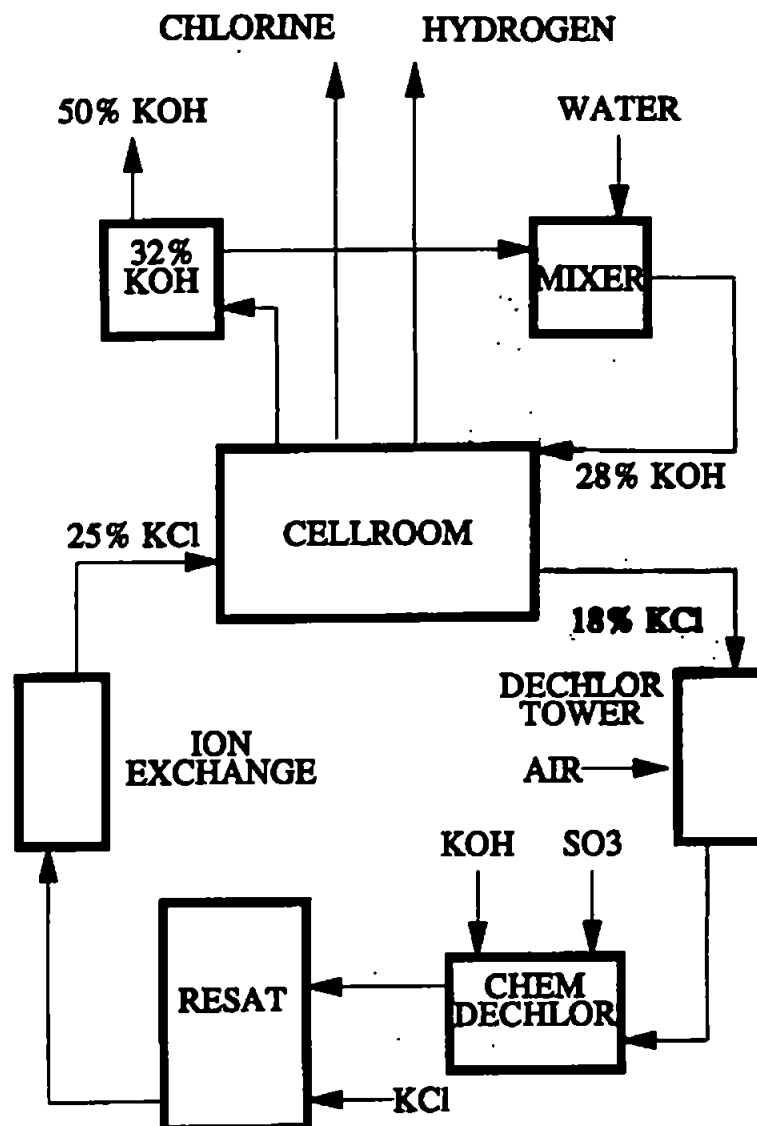 CHLORINE
HYDROGEN
50% KOH
WATER
32%
KOH
MIXER
28% KOH
25% KCl
CELLROOM
18% KCl
DECHLOR
TOWER
ION
EXCHANGE
AIR
KOH
SO3
RESAT
CHEM
DECHLOR
KCl